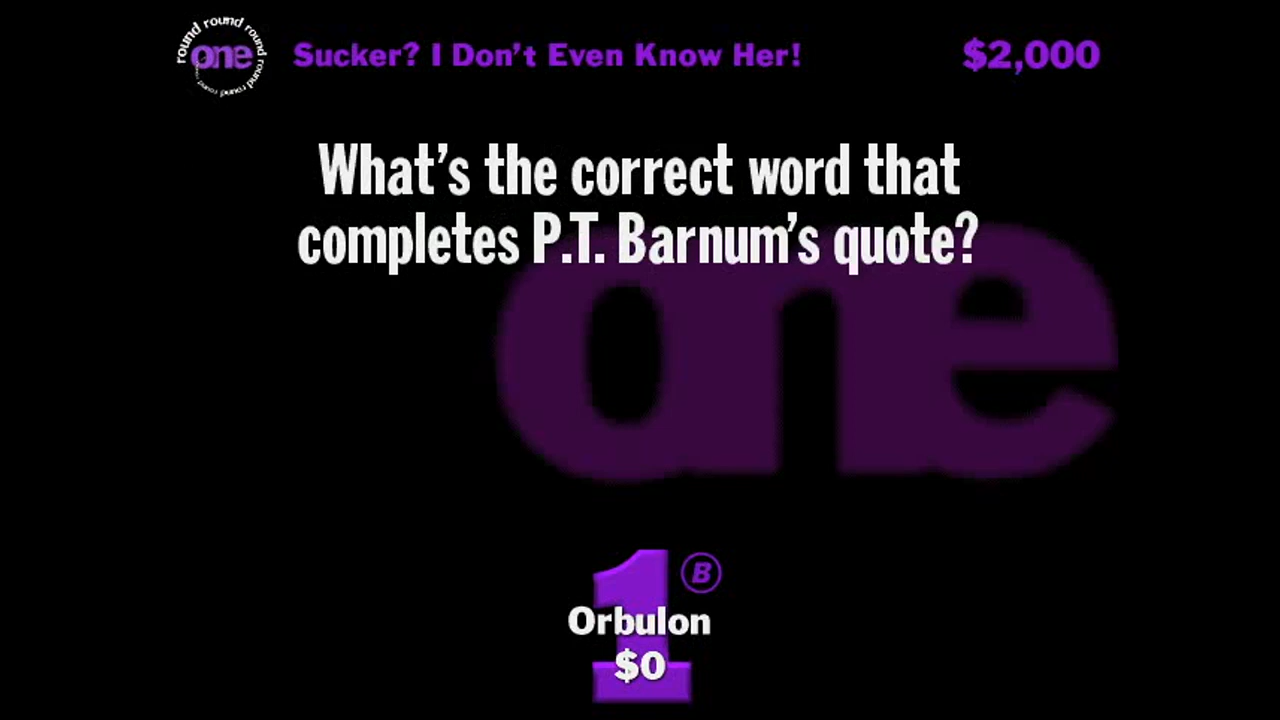 round round round round round round
one
Sucker? I Don't Even Know Her!
$2,000
What's the correct word that
completes P.T. Barnum's quote?
one
1
B
Orbulon
$0